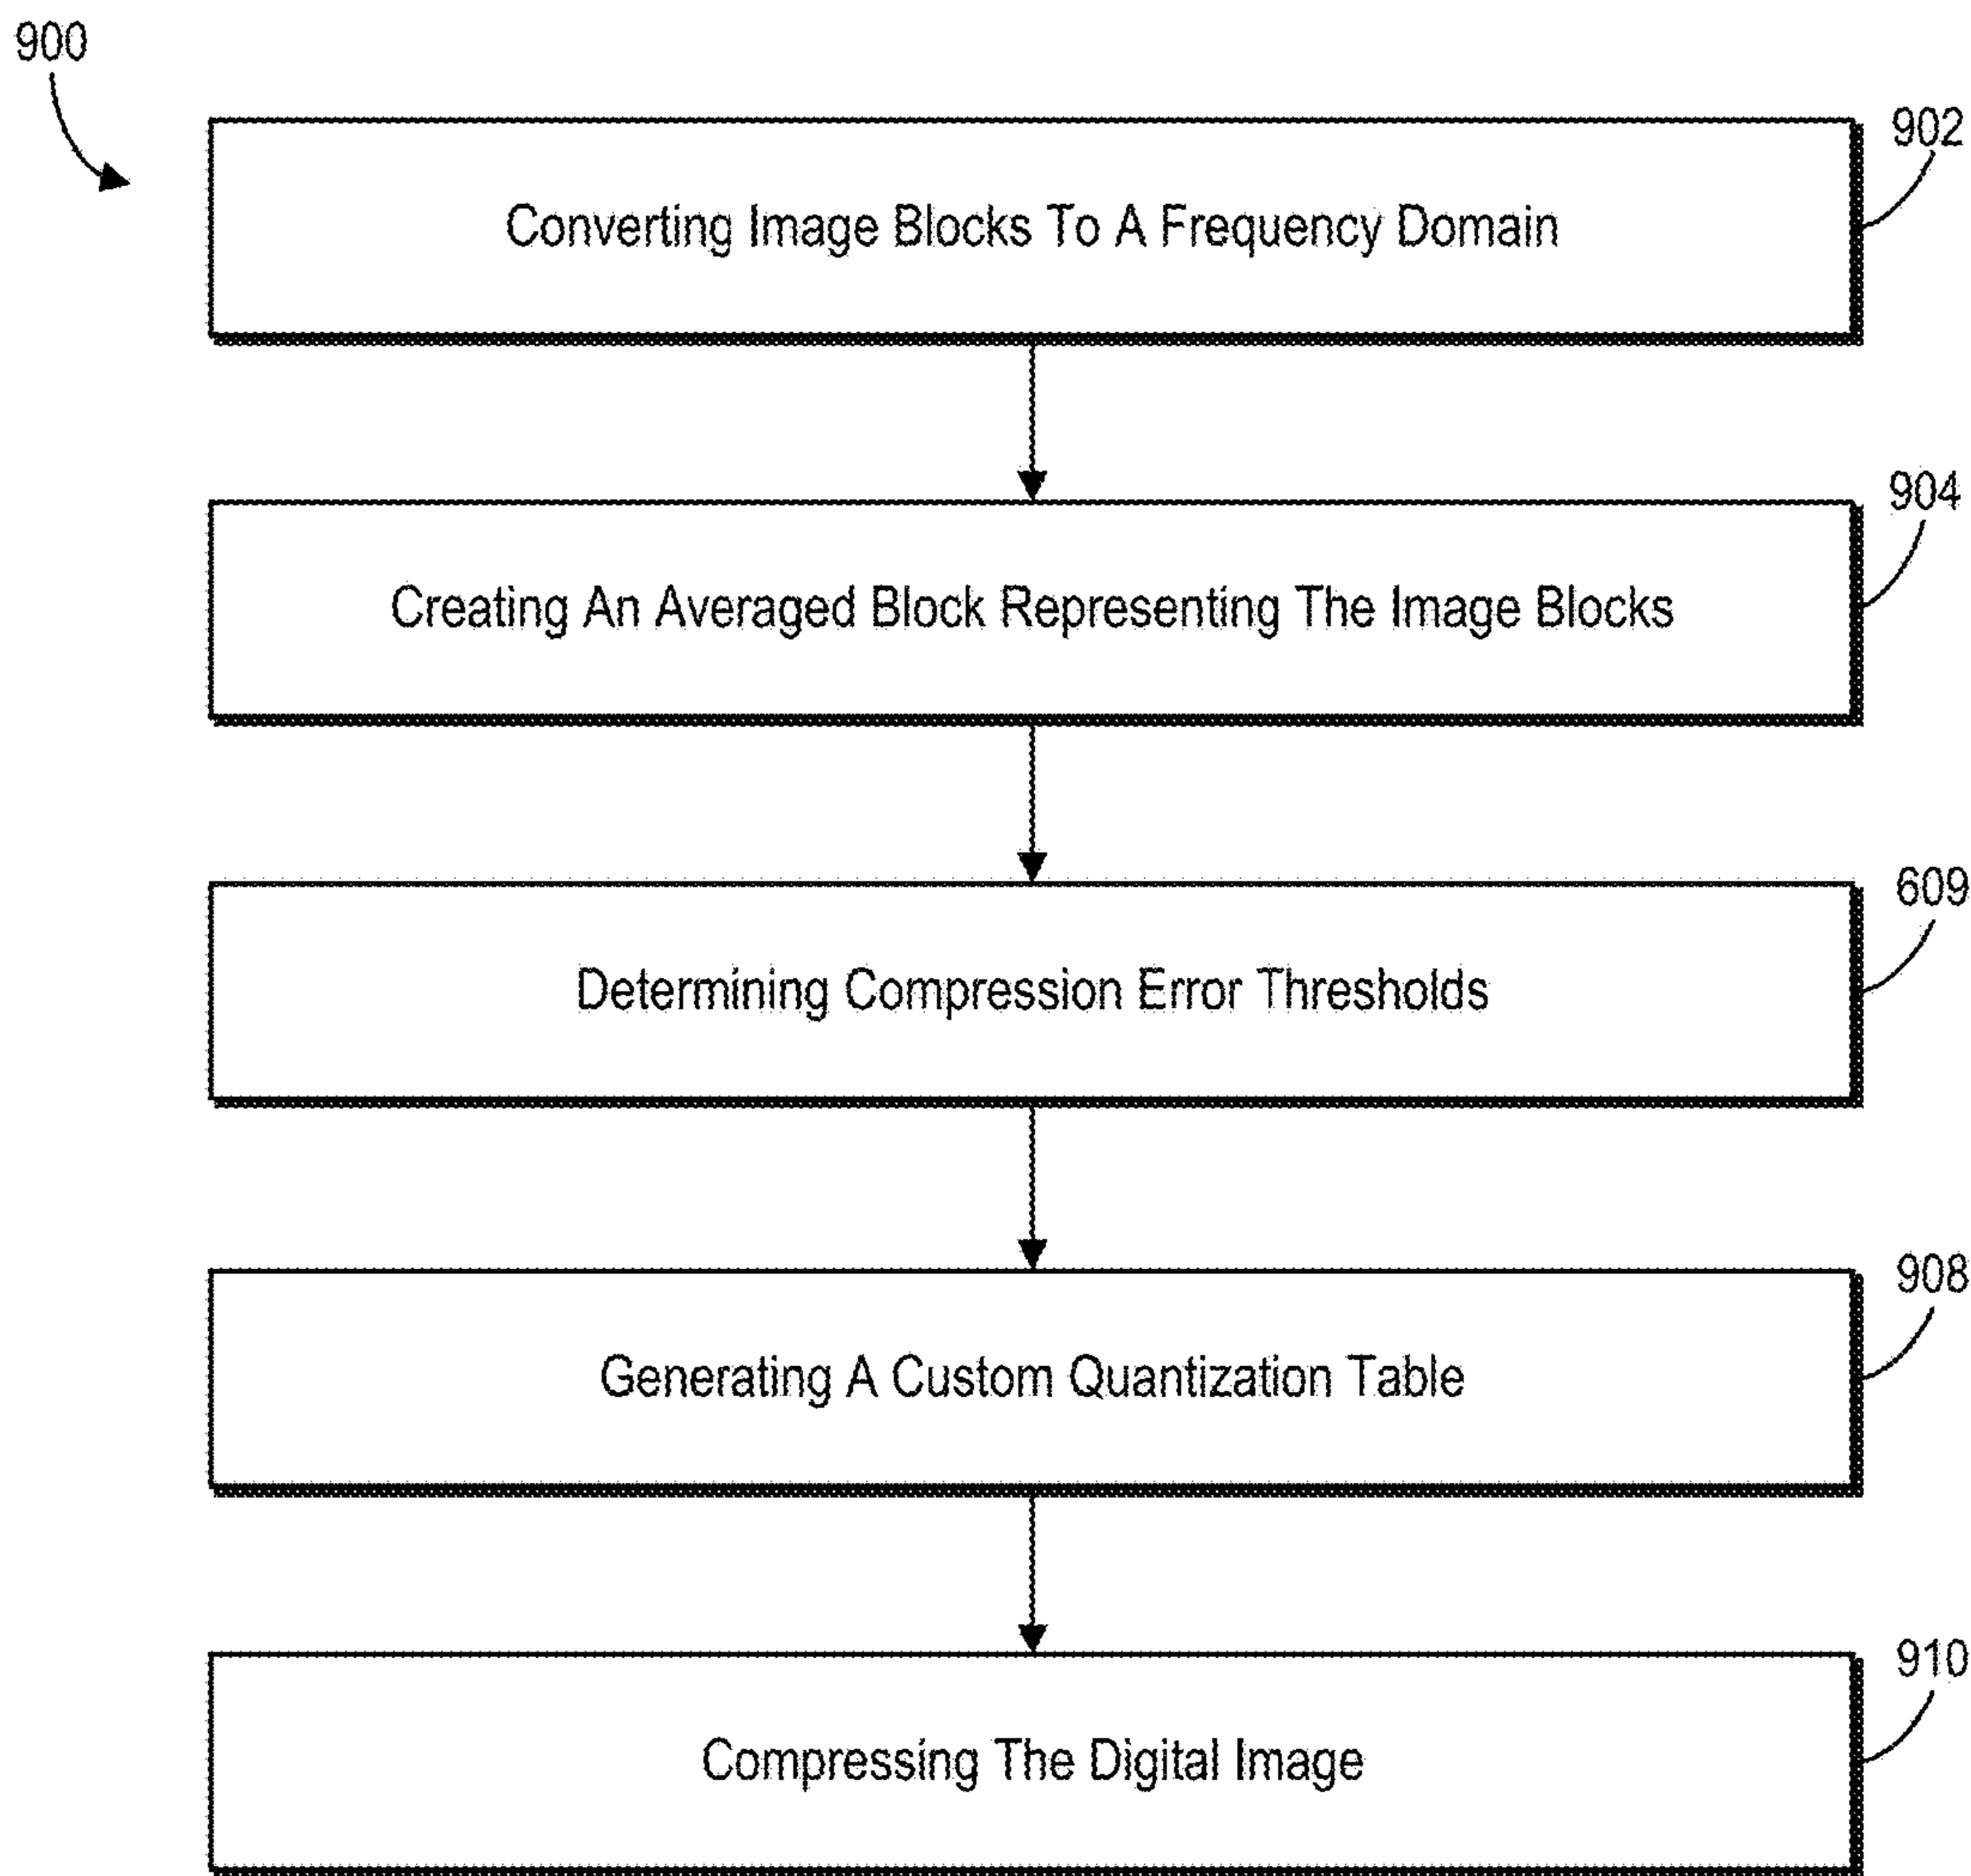 900
902
Converting Image Blocks To A Frequency Domain
904
Creating An Averaged Block Representing The Image Blocks
609
Determining Compression Error Thresholds
908
Generating A Custom Quantization Table
910
Compressing The Digital Image